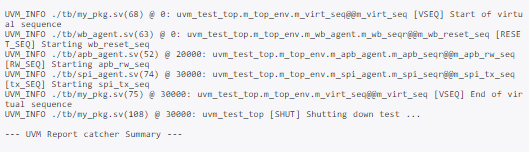 UVM_INFO ./tb/my_pkg.sv(68) @ 0: uvm_test_top.m_top_env.m_virt_seq@@m_virt_seq [VSEQ] Start of virt
ual sequence
UVM_INFO ./tb/wb_agent.sv(63) @ 0: uvm_test_top.m_top_env.m_wb_agent.m_wb_seqr@@m_wb_reset_seq [RESE
T_SEQ] Starting wb_reset_seq
UVM_INFO ./tb/apb_agent.sv(52) @ 20000: uvm_test_top.m_top_env.m_apb_agent.m_apb_seqr@@m_apb_rw_seq
[RW_SEQ] Starting apb_rw_seq
UVM_INFO ./tb/spi_agent.sv(74) @ 30000: uvm_test_top.m_top_env.m_spi_agent.m_spi_seqr@@m_spi_tx_seq
[tx_SEQ] Starting spi_tx_seq
UVM_INFO ./tb/my_pkg.sv(75) @ 30000: uvm_test_top.m_top_env.m_virt_seq@@m_virt_seq [VSEQ] End of vir
tual sequence
UVM_INFO ./tb/my_pkg.sv(108) @ 30000: uvm_test_top [SHUT] Shutting down test ...
--- UVM Report catcher Summary ---